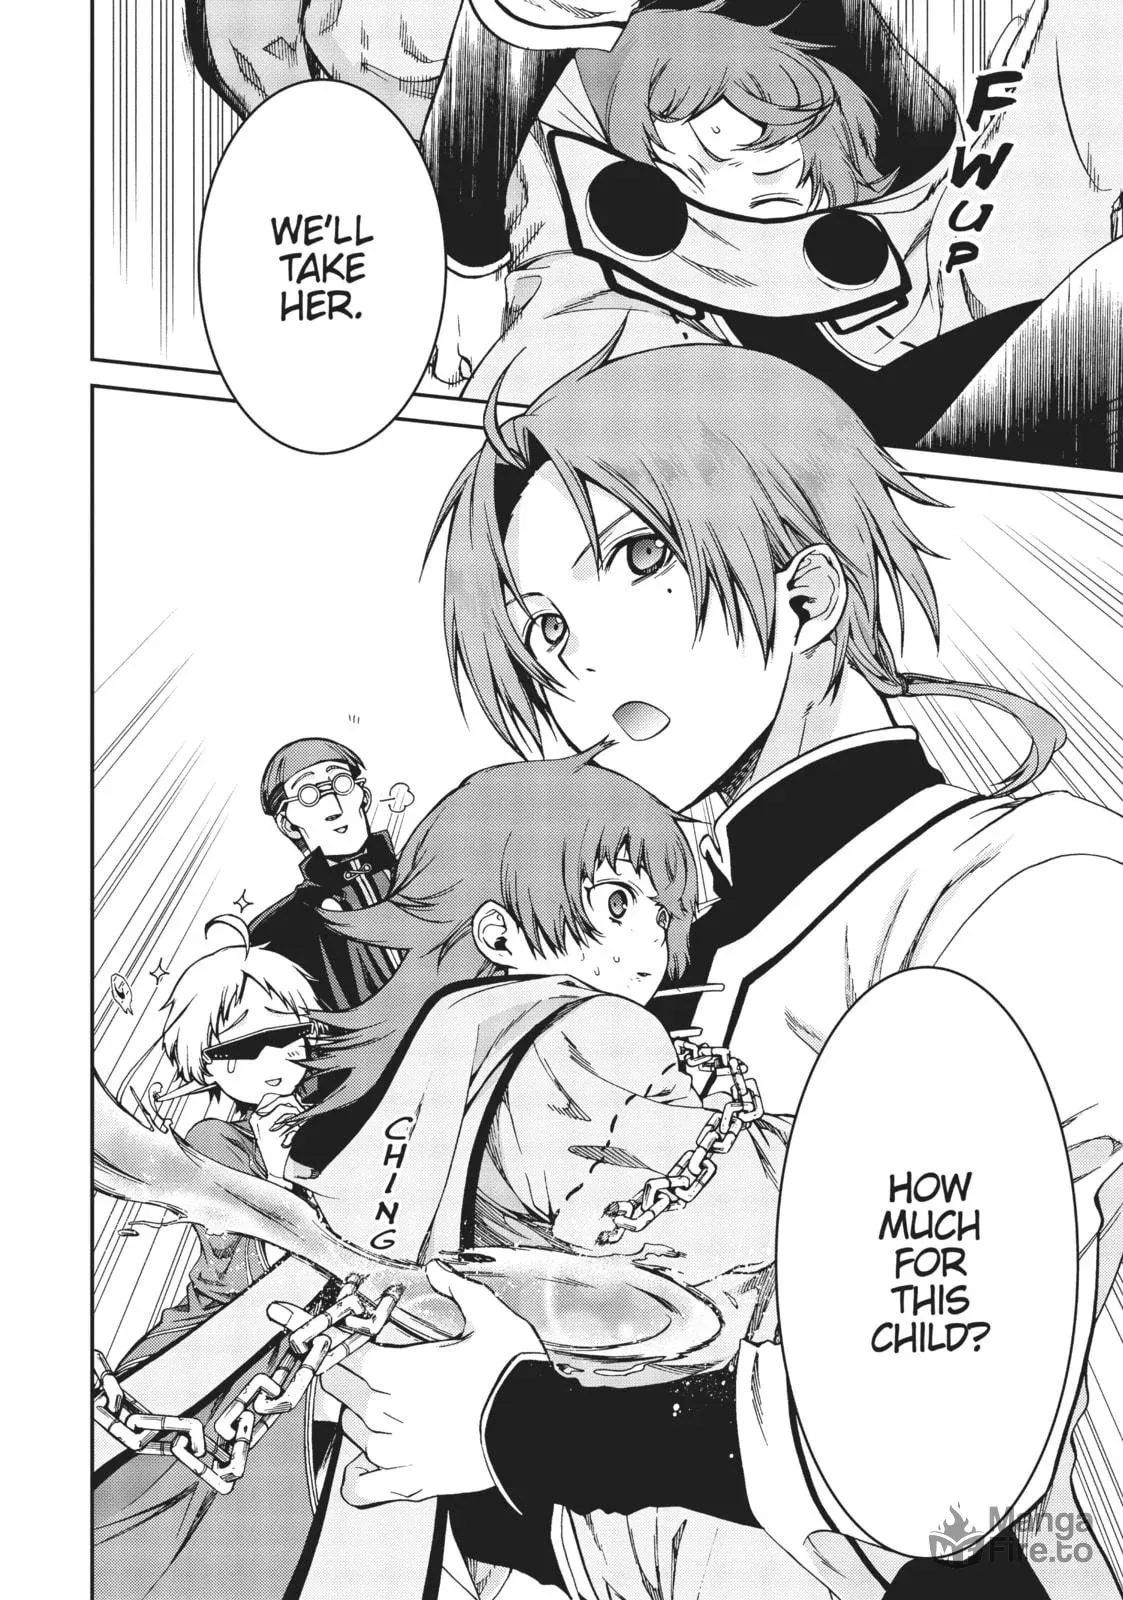 FWUP
WE'LL
TAKE
HER.
CHING
HOW
MUCH
FOR
THIS
CHILD?
Manga
Fire.to